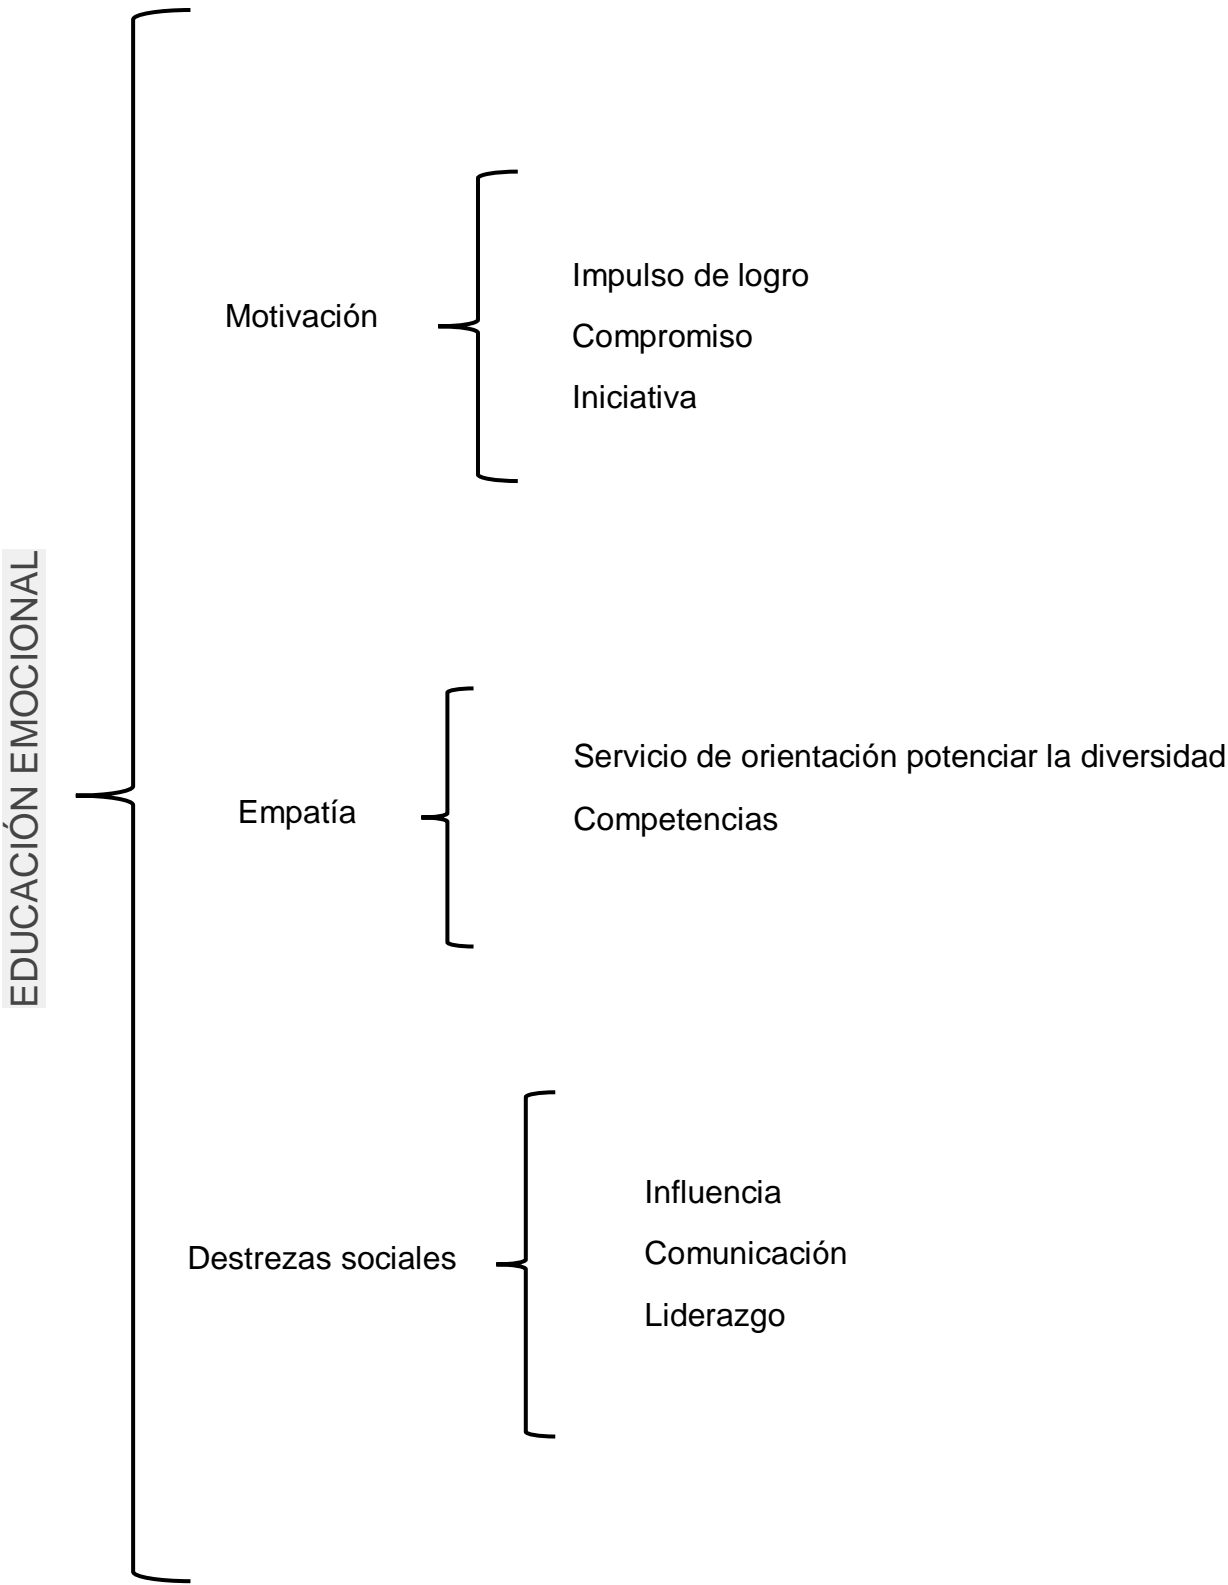 EDUCACIÓN EMOCIONAL
Motivación
Impulso de logro
Compromiso
Iniciativa
Empatía
Servicio de orientación potenciar la diversidad
Competencias
Destrezas sociales
Influencia
Comunicación
Liderazgo